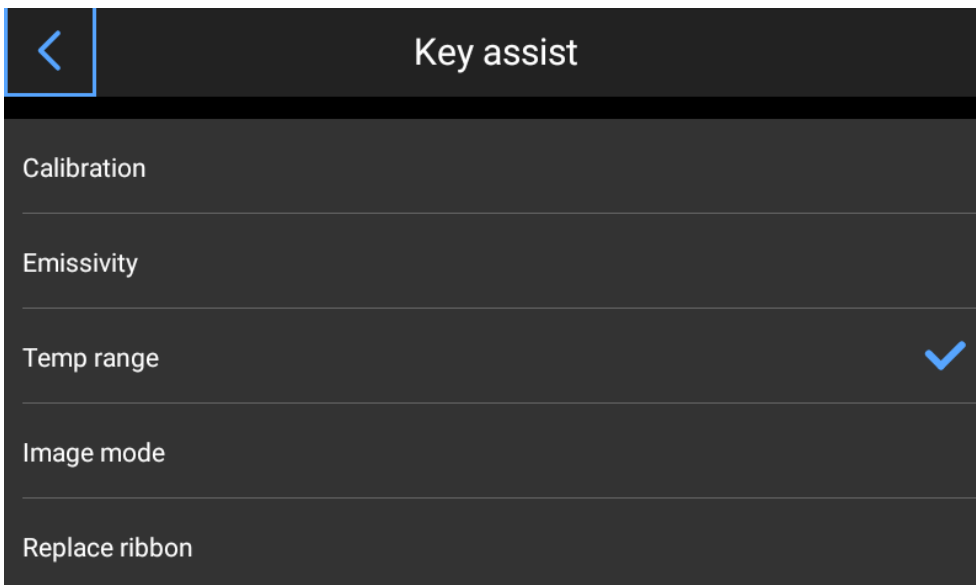 Key assist
Calibration
Emissivity
Temp range
Image mode
Replace ribbon